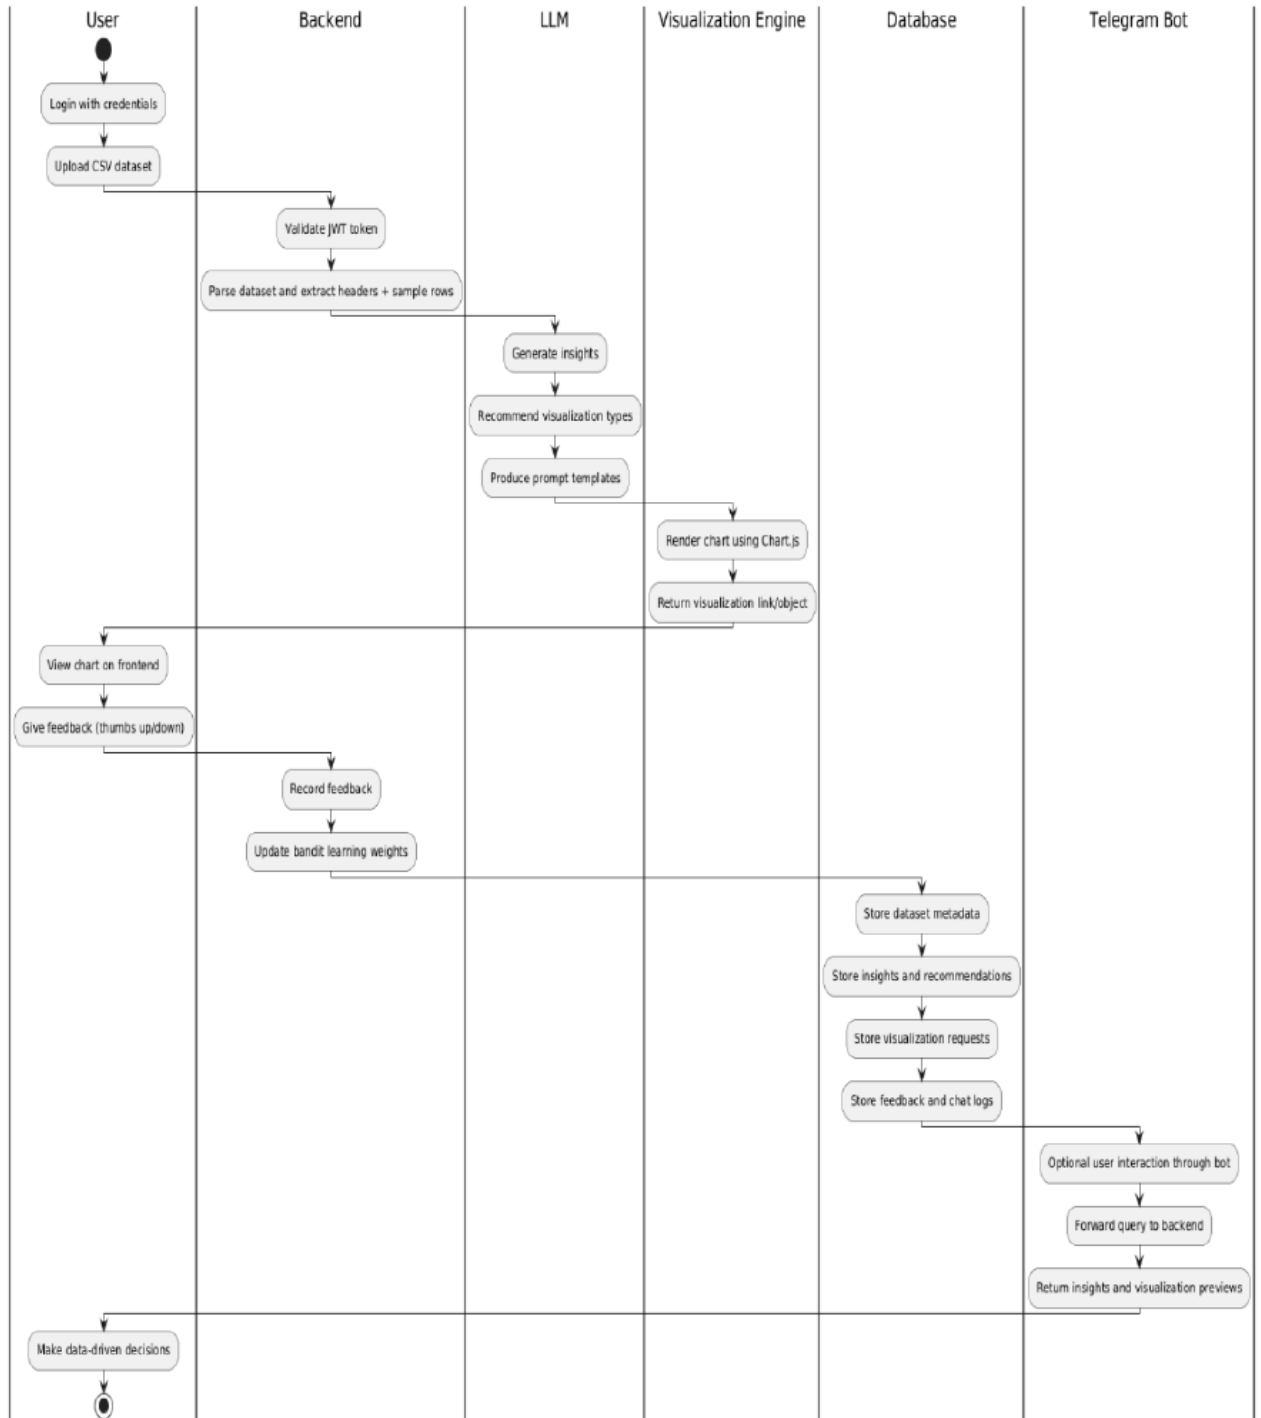 User
Backend
LLM
Visualization Engine
Database
Telegram Bot
Login with credentials
Upload CSV dataset
Validate JWT token
Parse dataset and extract headers + sample rows
Generate insights
Recommend visualization types
Produce prompt templates
Render chart using Chart.js
Return visualization link/object
View chart on frontend
Give feedback (thumbs up/down)
Record feedback
Update bandit learning weights
Store dataset metadata
Store insights and recommendations
Store visualization requests
Store feedback and chat logs
Optional user interaction through bot
Forward query to backend
Return insights and visualization previews
Make data-driven decisions